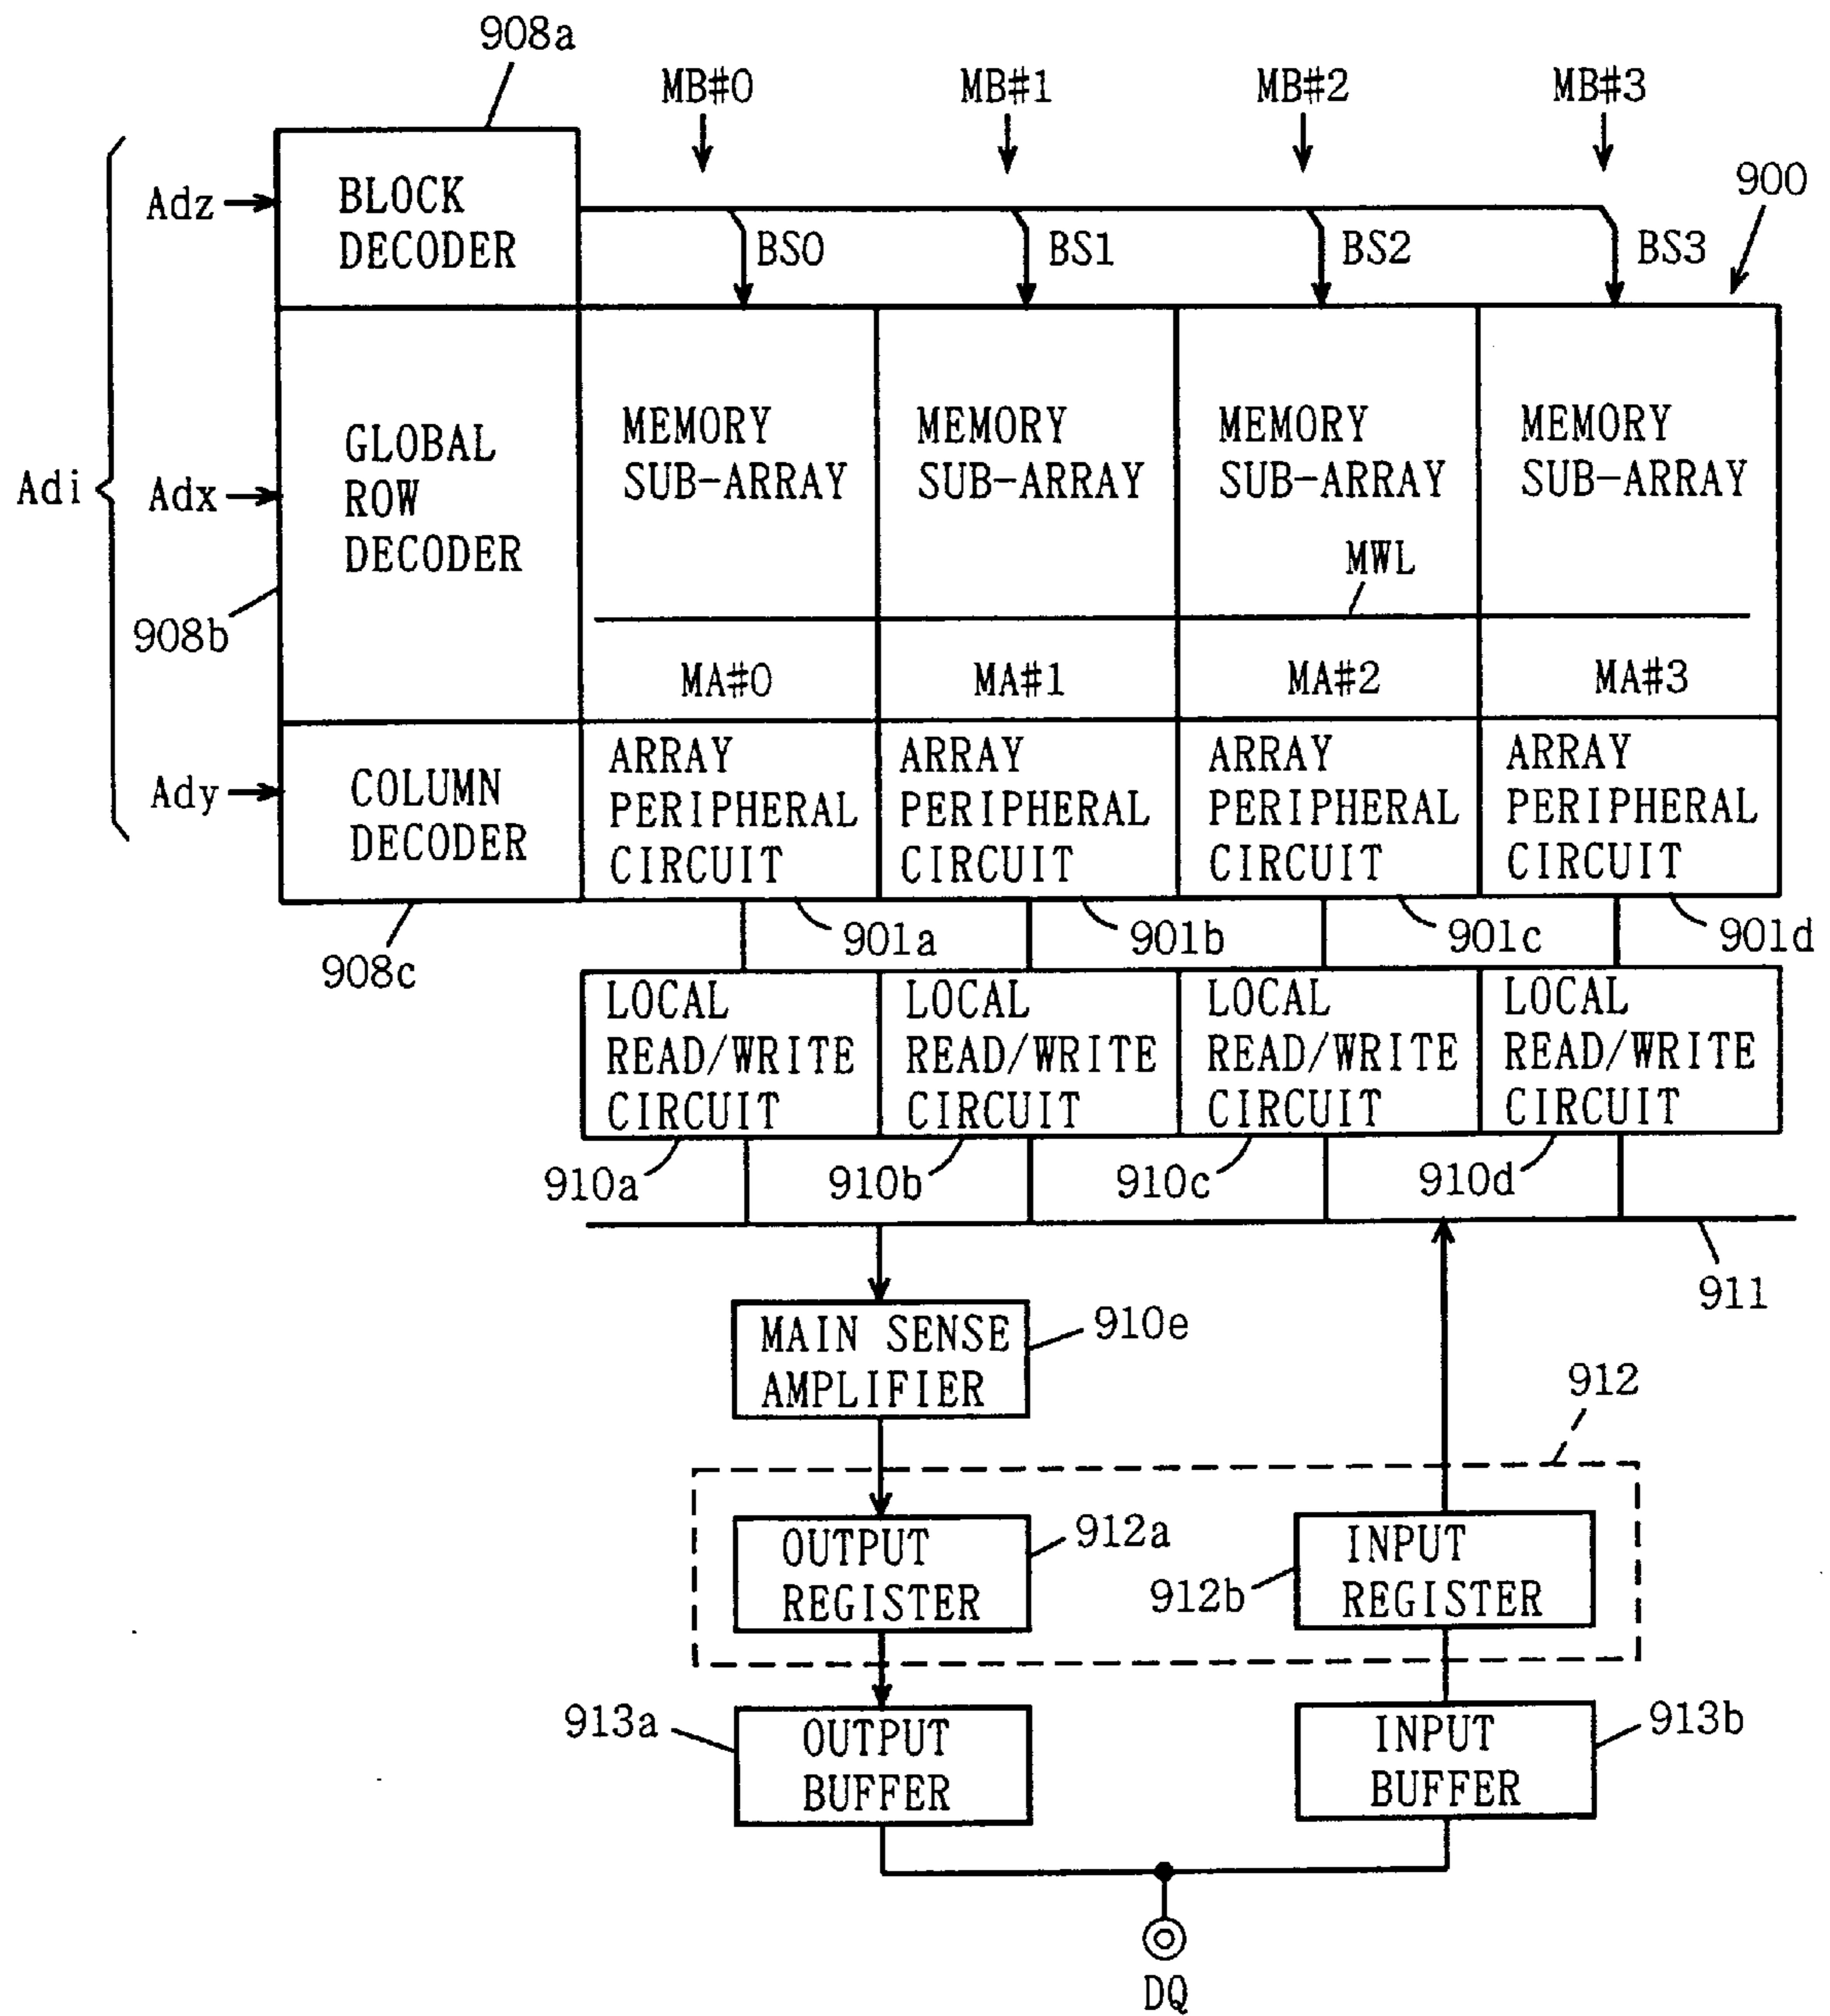 908a
MB#0 MB#1 MB#2 MB#3
900
Adz
BLOCK
DECODER
BS0 BS1 BS2 BS3
Adi
Adx
GLOBAL
ROW
DECODER
908b
MEMORY
SUB-ARRAY
MEMORY
SUB-ARRAY
MEMORY
SUB-ARRAY
MEMORY
SUB-ARRAY
MWL
MA#0 MA#1 MA#2 MA#3
Ady
COLUMN
DECODER
908c
ARRAY
PERIPHERAL
CIRCUIT
ARRAY
PERIPHERAL
CIRCUIT
ARRAY
PERIPHERAL
CIRCUIT
ARRAY
PERIPHERAL
CIRCUIT
901a 901b 901c 901d
LOCAL
READ/WRITE
CIRCUIT
LOCAL
READ/WRITE
CIRCUIT
LOCAL
READ/WRITE
CIRCUIT
LOCAL
READ/WRITE
CIRCUIT
910a 910b 910c 910d
911
MAIN SENSE
AMPLIFIER
910e
912
OUTPUT
REGISTER
912a
INPUT
REGISTER
912b
913a
OUTPUT
BUFFER
INPUT
BUFFER
913b
DQ